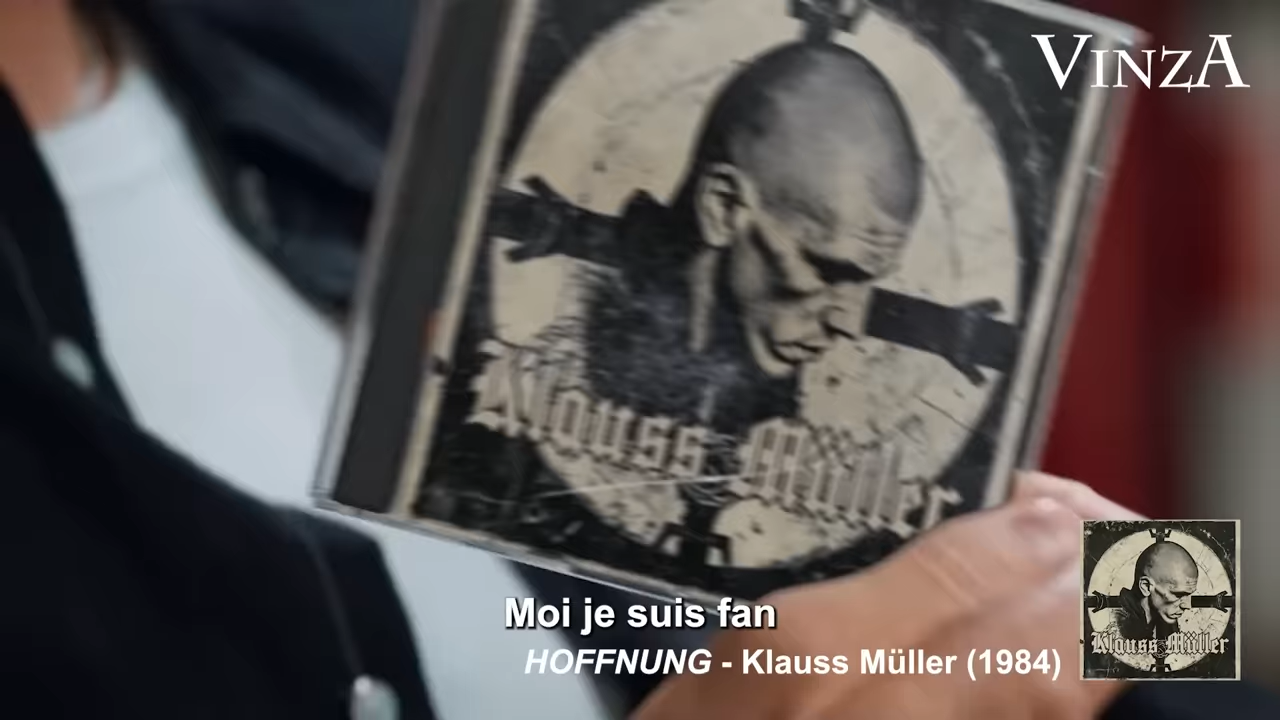 VINZA
Klauss Müller
Moi je suis fan
HOFFNUNG - Klauss Müller (1984)
Klauss Müller